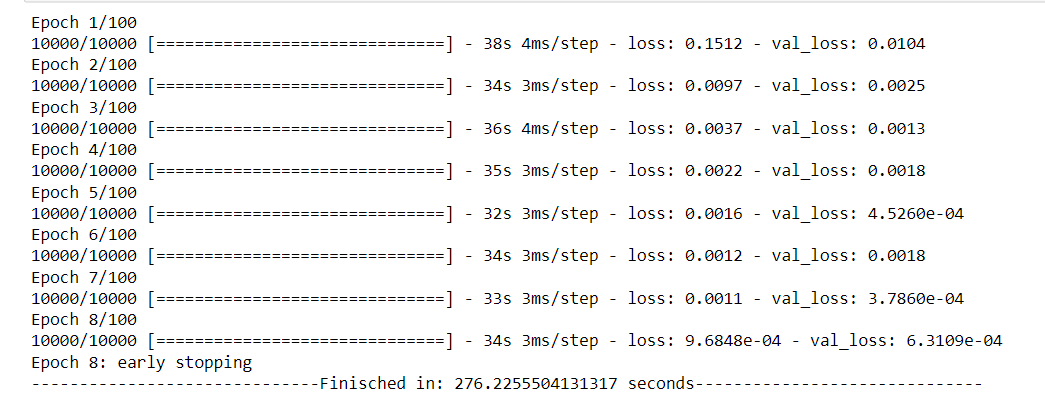 Epoch 1/100
10000/10000 [==============================] - 38s 4ms/step - loss: 0.1512 - val_loss: 0.0104
Epoch 2/100
10000/10000 [==============================] - 34s 3ms/step - loss: 0.0097 - val_loss: 0.0025
Epoch 3/100
10000/10000 [==============================] - 36s 4ms/step - loss: 0.0037 - val_loss: 0.0013
Epoch 4/100
10000/10000 [==============================] - 35s 3ms/step - loss: 0.0022 - val_loss: 0.0018
Epoch 5/100
10000/10000 [==============================] - 32s 3ms/step - loss: 0.0016 - val_loss: 4.5260e-04
Epoch 6/100
10000/10000 [==============================] - 34s 3ms/step - loss: 0.0012 - val_loss: 0.0018
Epoch 7/100
10000/10000 [==============================] - 33s 3ms/step - loss: 0.0011 - val_loss: 3.7860e-04
Epoch 8/100
10000/10000 [==============================] - 34s 3ms/step - loss: 9.6848e-04 - val_loss: 6.3109e-04
Epoch 8: early stopping
------------------------------Finisched in: 276.2255504131317 seconds------------------------------